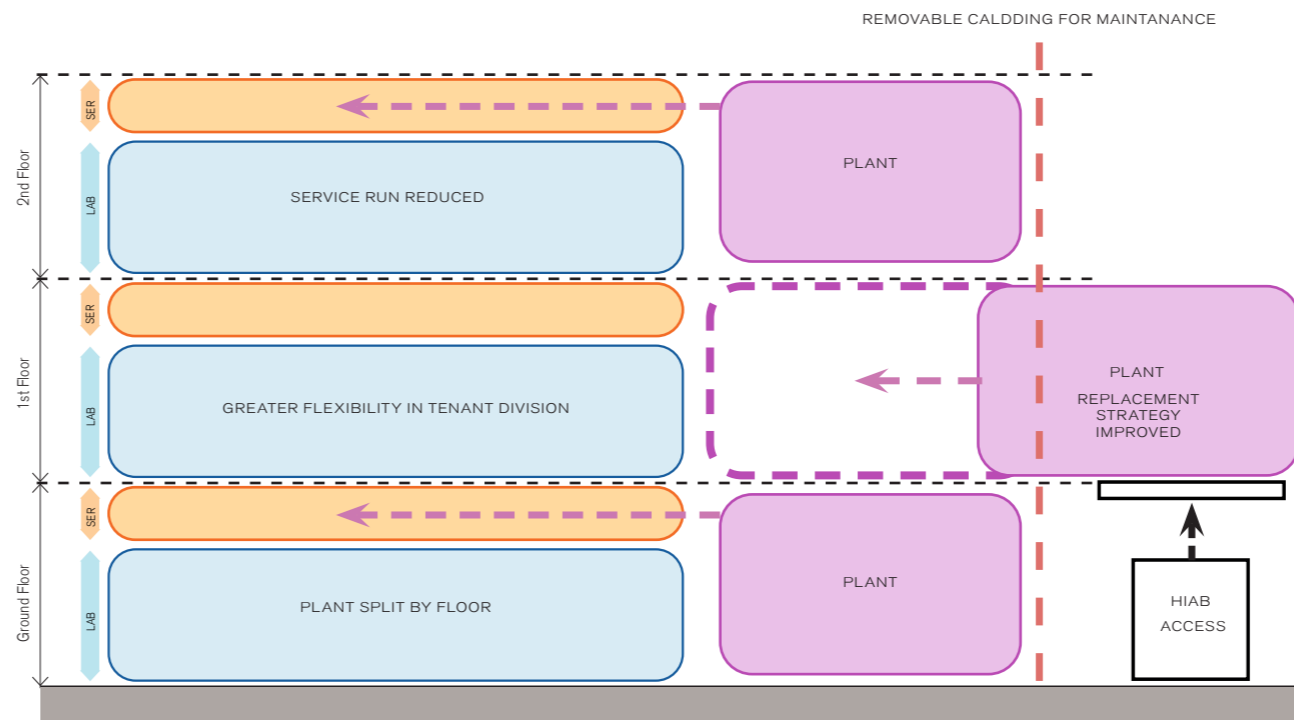 REMOVABLE CALDDING FOR MAINTANANCE
2nd Floor
SER
LAB
SERVICE RUN REDUCED
PLANT
1st Floor
SER
LAB
GREATER FLEXIBILITY IN TENANT DIVISION
PLANT
REPLACEMENT
STRATEGY
IMPROVED
Ground Floor
SER
LAB
PLANT SPLIT BY FLOOR
PLANT
HIAB
ACCESS